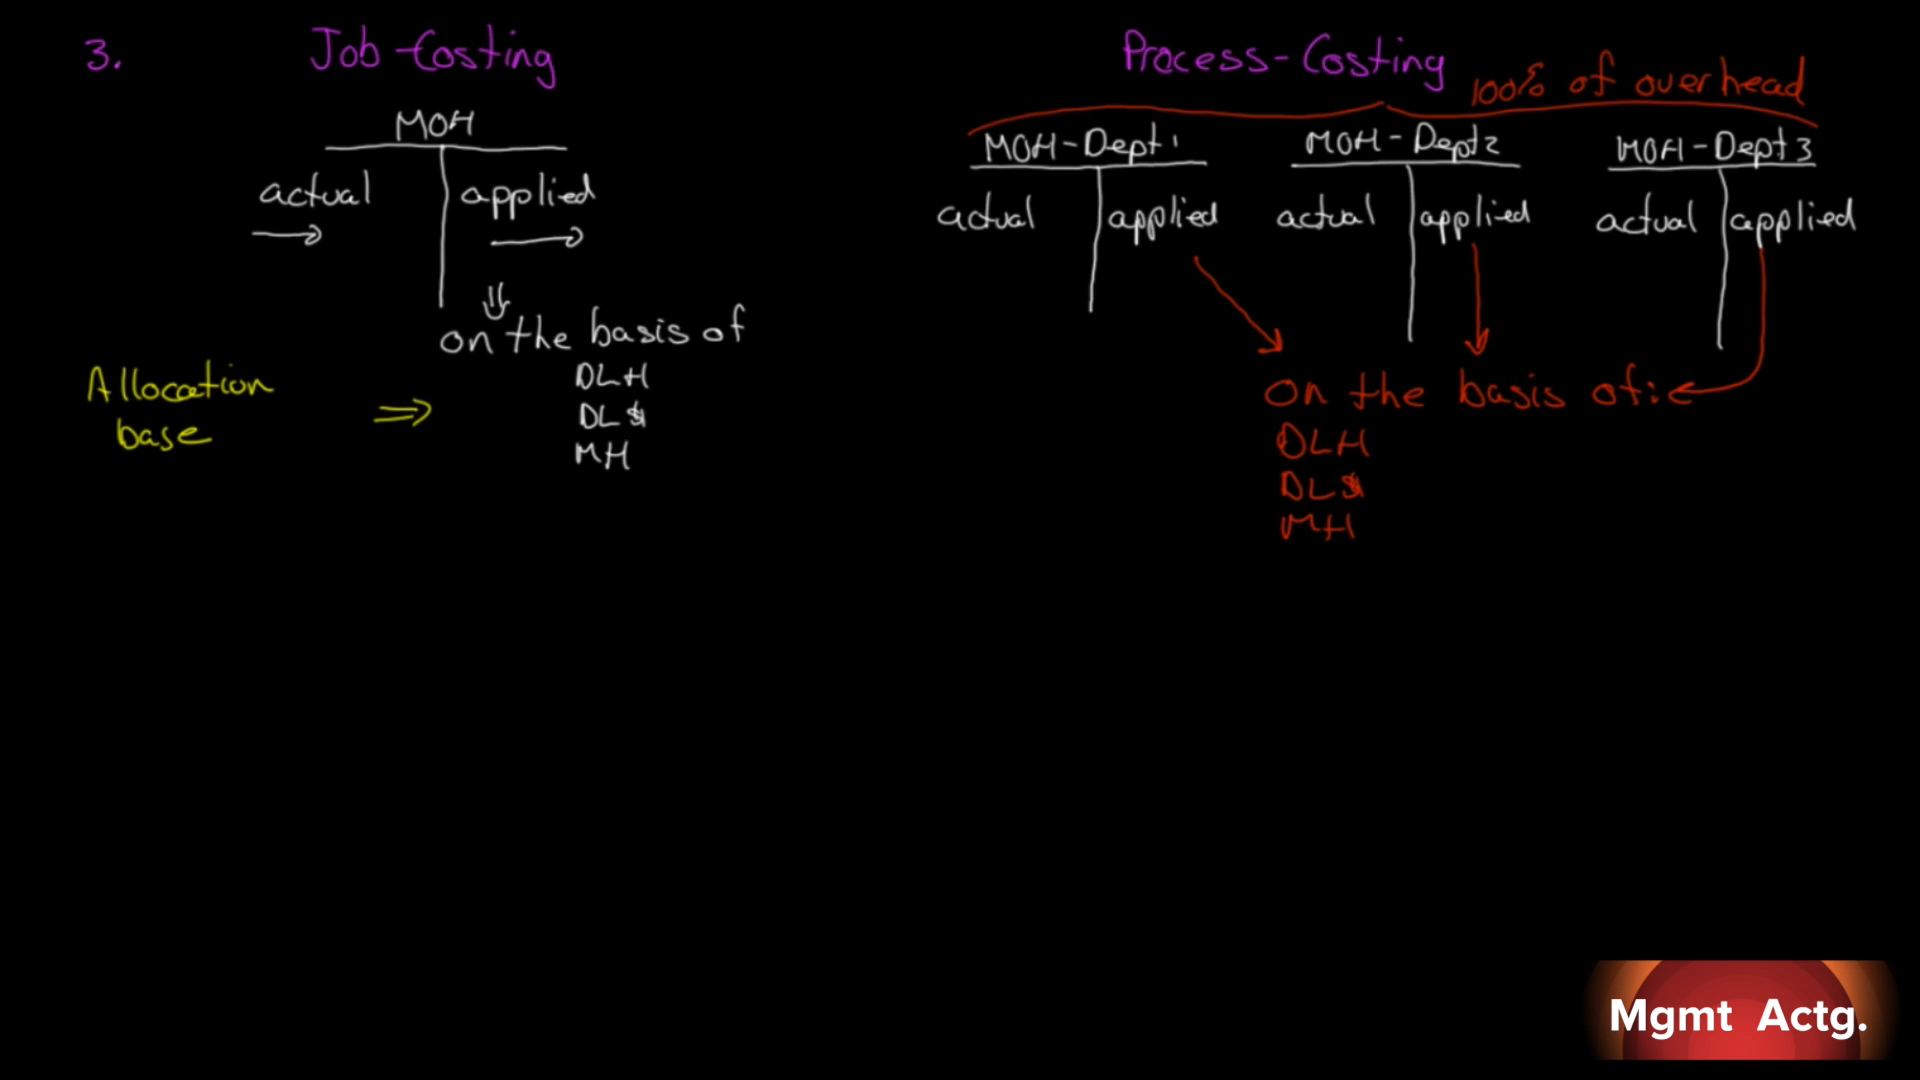 3. Job-Costing
MOH
actual applied
on the basis of
DLH
DL$
MH
Allocation
base
Process-Costing
100% of overhead
MOH-Dept 1 MOH-Dept 2 MOH-Dept 3
actual applied actual applied actual applied
on the basis of:
DLH
DL$
MH
Mgmt Actg.